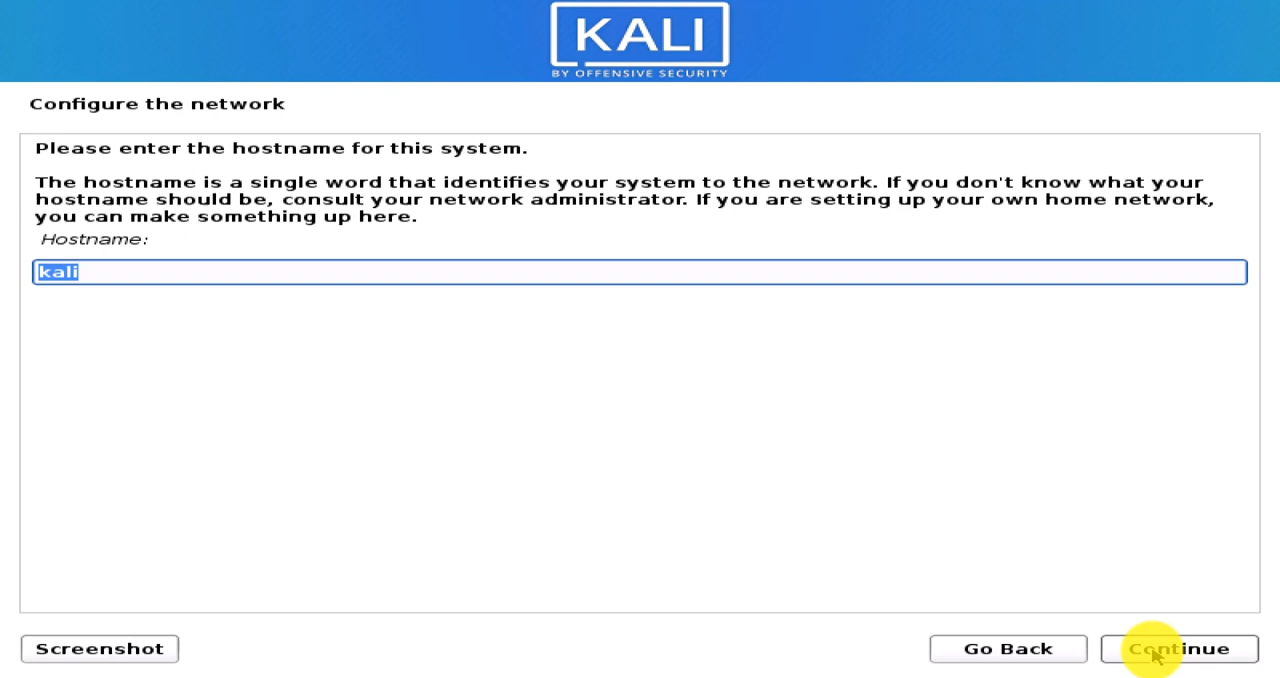 KALI
BY OFFENSIVE SECURITY
Configure the network
Please enter the hostname for this system.
The hostname is a single word that identifies your system to the network. If you don't know what your
hostname should be, consult your network administrator. If you are setting up your own home network,
you can make something up here.
Hostname:
kali
Screenshot
Go Back
Continue